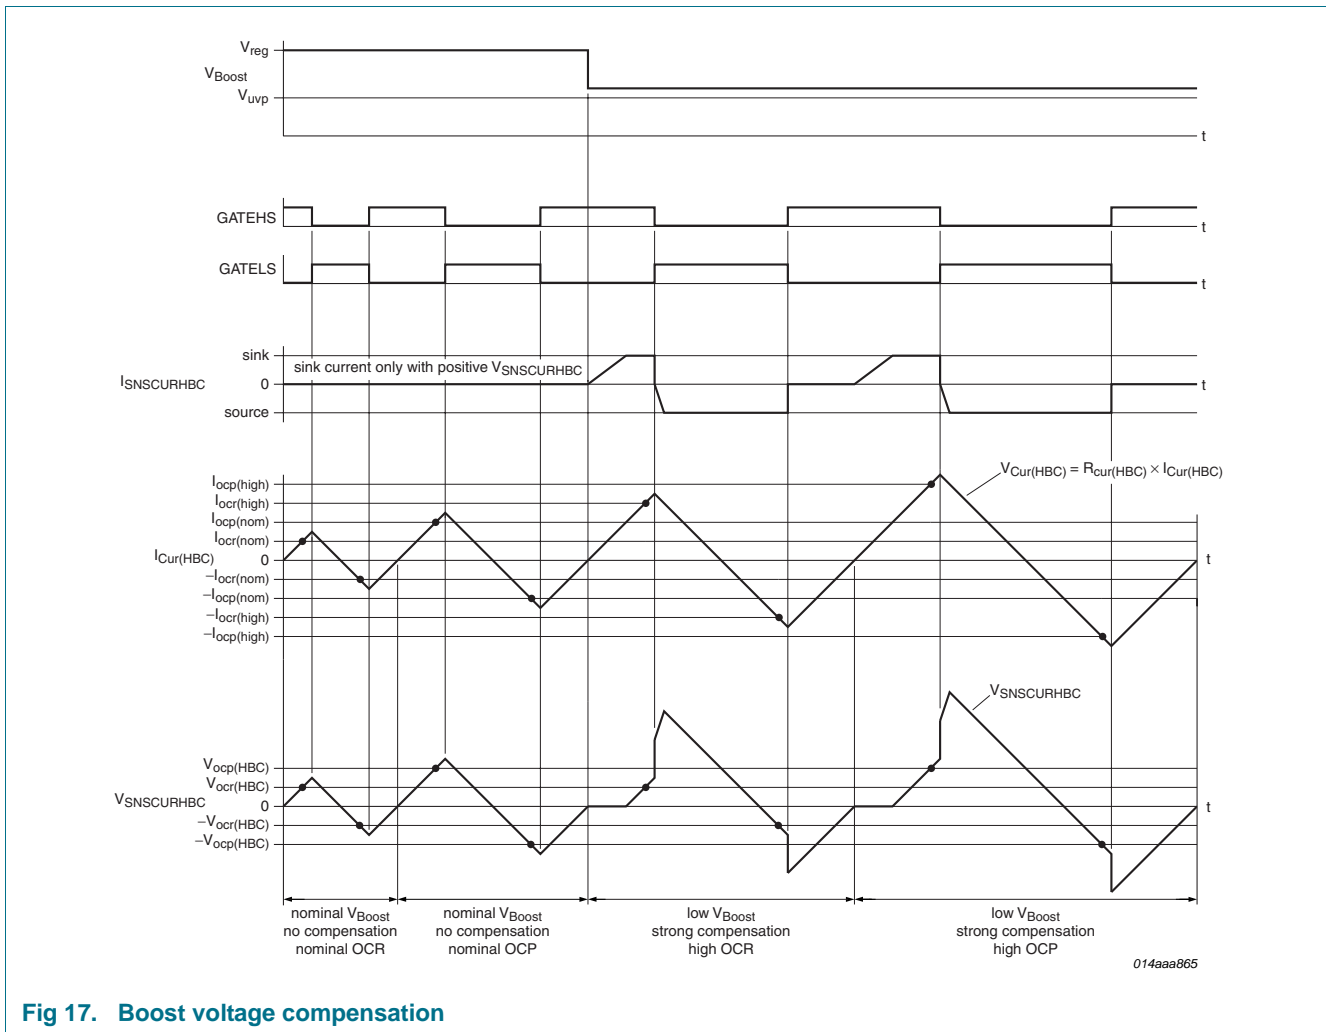 Vreg
VBoost
Vuvp
t
GATEHS
t
GATELS
t
sink
sink current only with positive VSNSCURHBC
ISNSCURHBC
0
t
source
VCur(HBC) = Rcur(HBC) × ICur(HBC)
Iocp(high)
Iocr(high)
Iocp(nom)
Iocr(nom)
ICur(HBC)
0
t
−Iocr(nom)
−Iocp(nom)
−Iocr(high)
−Iocp(high)
VSNSCURHBC
Vocp(HBC)
Vocr(HBC)
VSNSCURHBC
0
t
−Vocr(HBC)
−Vocp(HBC)
nominal VBoost
no compensation
nominal OCR
nominal VBoost
no compensation
nominal OCP
low VBoost
strong compensation
high OCR
low VBoost
strong compensation
high OCP
014aaa865
Fig 17. Boost voltage compensation